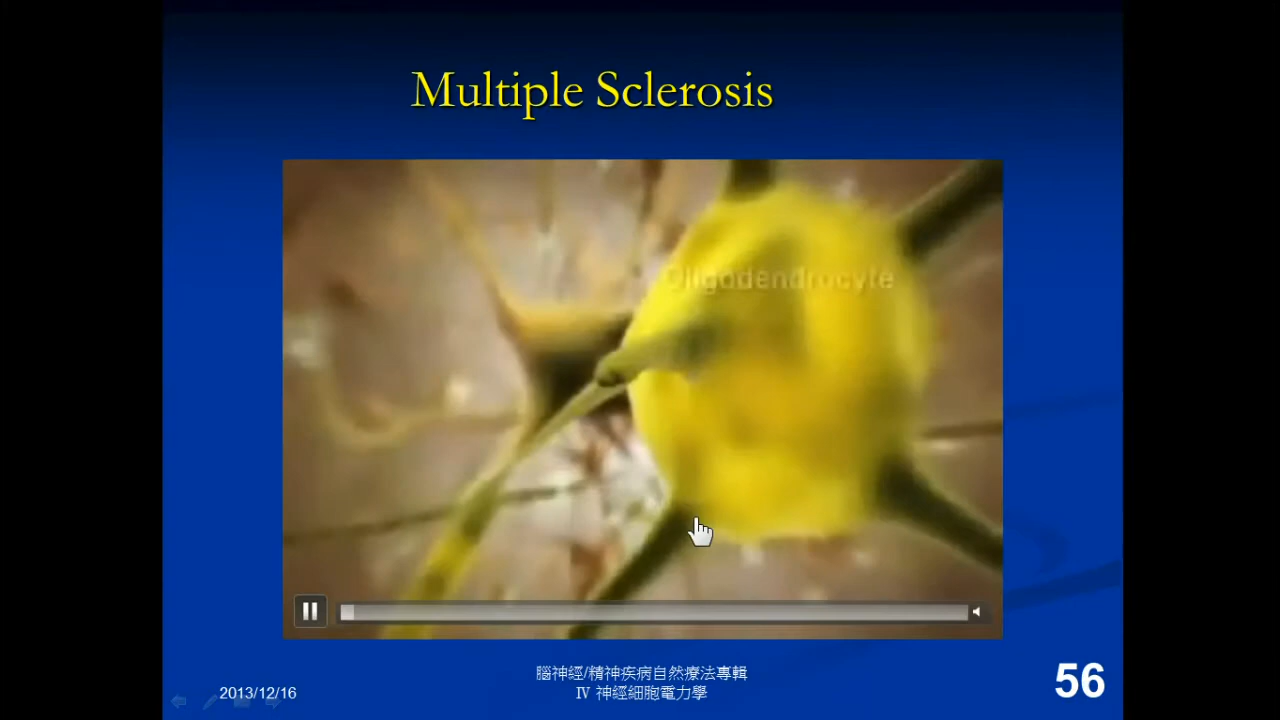 Multiple Sclerosis
Oligodendrocyte
2013/12/16
腦神經/精神疾病自然療法專輯
Ⅳ 神經細胞電力學
56